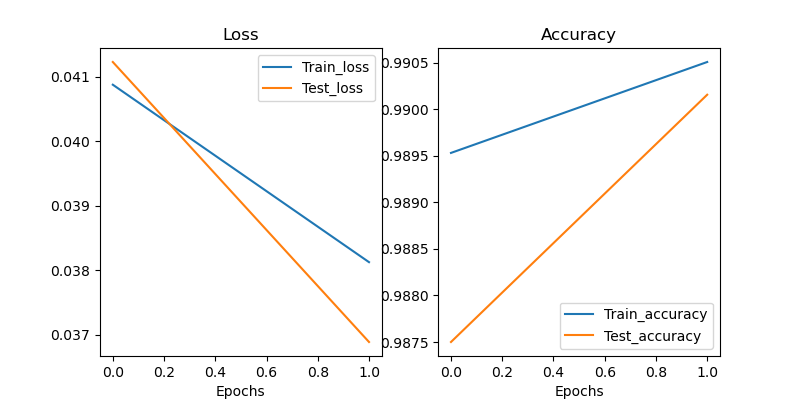 Loss
Train_loss
Test_loss
0.041
0.040
0.039
0.038
0.037
0.0 0.2 0.4 0.6 0.8 1.0
Epochs
Accuracy
0.9905
0.9900
0.9895
0.9890
0.9885
0.9880
0.9875
Train_accuracy
Test_accuracy
0.0 0.2 0.4 0.6 0.8 1.0
Epochs